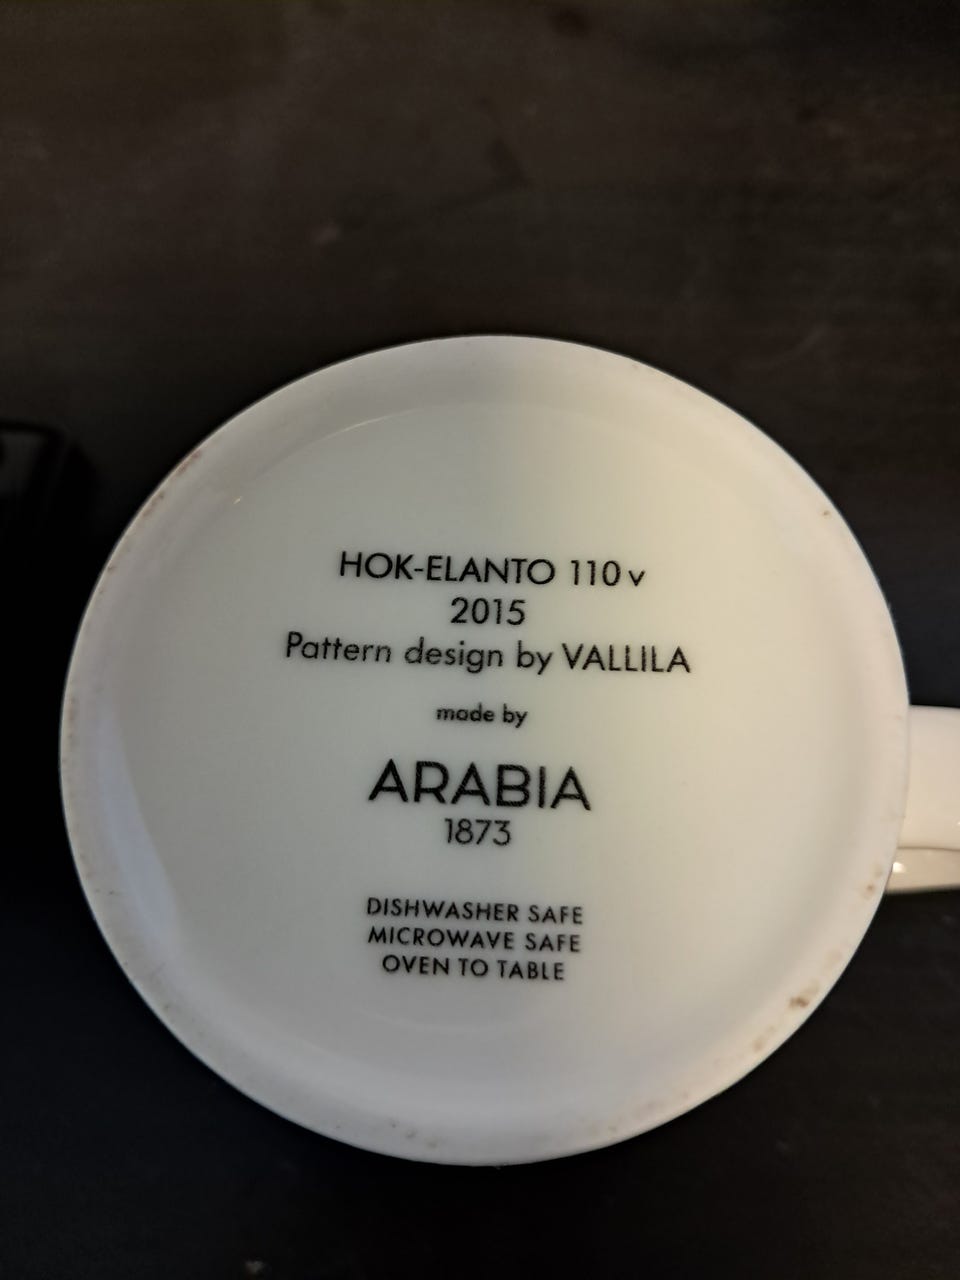 HOK-ELANTO 110 v
2015
Pattern design by VALLILA
made by
ARABIA
1873
DISHWASHER SAFE
MICROWAVE SAFE
OVEN TO TABLE